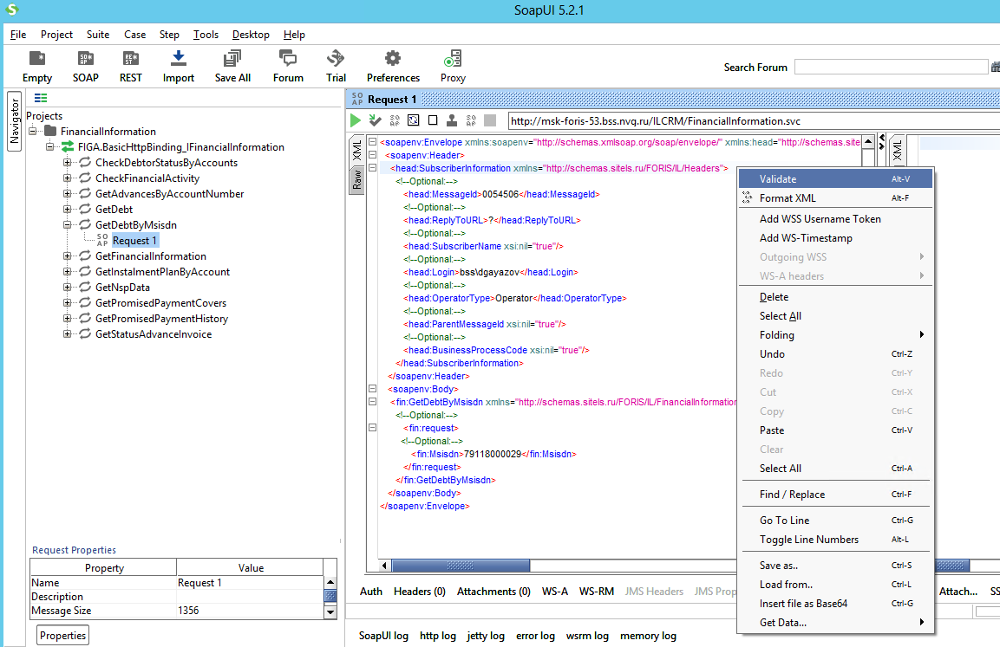 SoapUI 5.2.1
File Project Suite Case Step Tools Desktop Help
Empty SOAP REST Import Save All Forum Trial Preferences Proxy Search Forum
Navigator
Projects
FinancialInformation
FIGA.BasicHttpBinding_IFinancialInformation
CheckDebtorStatusByAccounts
CheckFinancialActivity
GetAdvancesByAccountNumber
GetDebt
GetDebtByMsisdn
Request 1
GetFinancialInformation
GetInstalmentPlanByAccount
GetNspData
GetPromisedPaymentCovers
GetPromisedPaymentHistory
GetStatusAdvanceInvoice
Request Properties
Property Value
Name Request 1
Description
Message Size 1356
Properties
Request 1
http://msk-foris-53.bss.nvq.ru/ILCRM/FinancialInformation.svc
XML
Raw
<soapenv:Envelope xmlns:soapenv="http://schemas.xmlsoap.org/soap/envelope/" xmlns:head="http://schemas.site
<soapenv:Header>
<head:SubscriberInformation xmlns="http://schemas.sitels.ru/FORIS/IL/Headers">
<!--Optional:-->
<head:MessageId>0054506</head:MessageId>
<!--Optional:-->
<head:ReplyToURL>?</head:ReplyToURL>
<!--Optional:-->
<head:SubscriberName xsi:nil="true"/>
<!--Optional:-->
<head:Login>bss\dgayazov</head:Login>
<!--Optional:-->
<head:OperatorType>Operator</head:OperatorType>
<!--Optional:-->
<head:ParentMessageId xsi:nil="true"/>
<!--Optional:-->
<head:BusinessProcessCode xsi:nil="true"/>
</head:SubscriberInformation>
</soapenv:Header>
<soapenv:Body>
<fin:GetDebtByMsisdn xmlns="http://schemas.sitels.ru/FORIS/IL/FinancialInformation
<!--Optional:-->
<fin:request>
<!--Optional:-->
<fin:Msisdn>79118000029</fin:Msisdn>
</fin:request>
</fin:GetDebtByMsisdn>
</soapenv:Body>
</soapenv:Envelope>
XML
Validate Alt-V
Format XML Alt-F
Add WSS Username Token
Add WS-Timestamp
Outgoing WSS
WS-A headers
Delete
Select All
Folding
Undo Ctrl-Z
Redo Ctrl-Y
Cut Ctrl-X
Copy Ctrl-C
Paste Ctrl-V
Clear
Select All Ctrl-A
Find / Replace Ctrl-F
Go To Line Ctrl-G
Toggle Line Numbers Alt-L
Save as.. Ctrl-S
Load from.. Ctrl-L
Insert file as Base64 Ctrl-G
Get Data...
Auth Headers (0) Attachments (0) WS-A WS-RM JMS Headers JMS Prop Attach... SS
SoapUI log http log jetty log error log wsrm log memory log